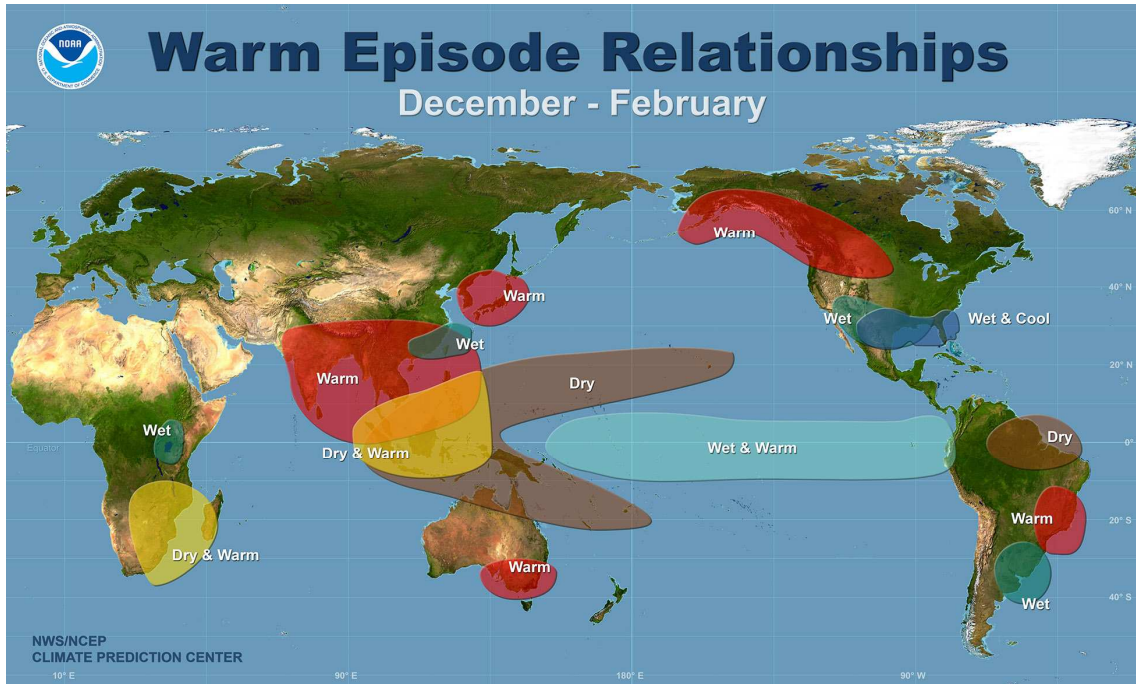 NOAA
Warm Episode Relationships
December - February
60° N
Warm
Warm
40° N
Wet
Wet & Cool
Wet
Warm
Dry
20° N
Wet
Equator
Dry & Warm
Wet & Warm
Dry
0°
Warm
20° S
Dry & Warm
Warm
Wet
40° S
NWS/NCEP
CLIMATE PREDICTION CENTER
10° E
90° E
180° E
90° W